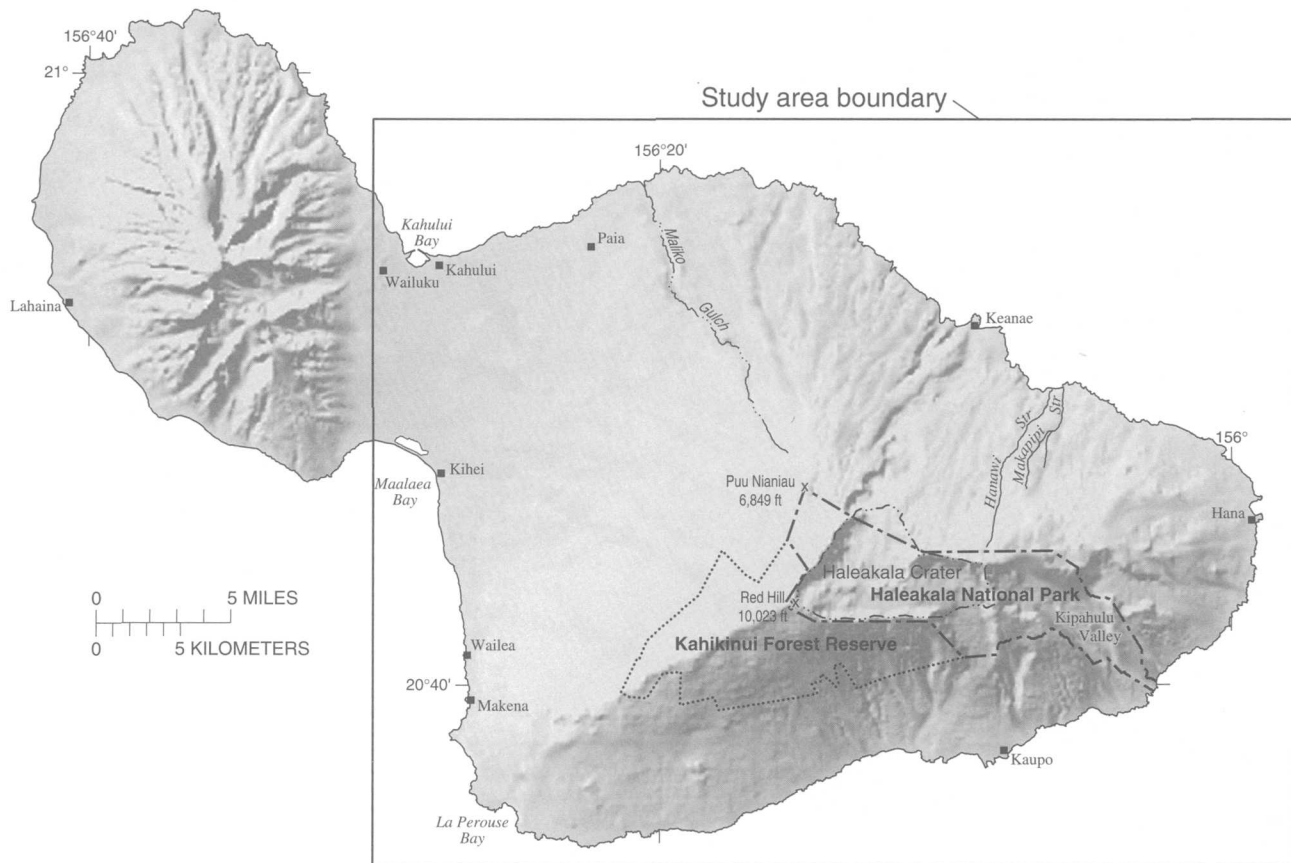 156°40'
21°
Study area boundary
156°20'
Kahului
Bay
Paia
Maliko
Gulch
Wailuku
Kahului
Lahaina
Keanae
Hanawi Str
Makapipi Str
156°
Kihei
Maalaea
Bay
Puu Nianiau
6,849 ft
Hana
Haleakala Crater
Haleakala National Park
Red Hill
10,023 ft
Kipahulu
Valley
0 5 MILES
0 5 KILOMETERS
Kahikinui Forest Reserve
Wailea
20°40'
Makena
Kaupo
La Perouse
Bay